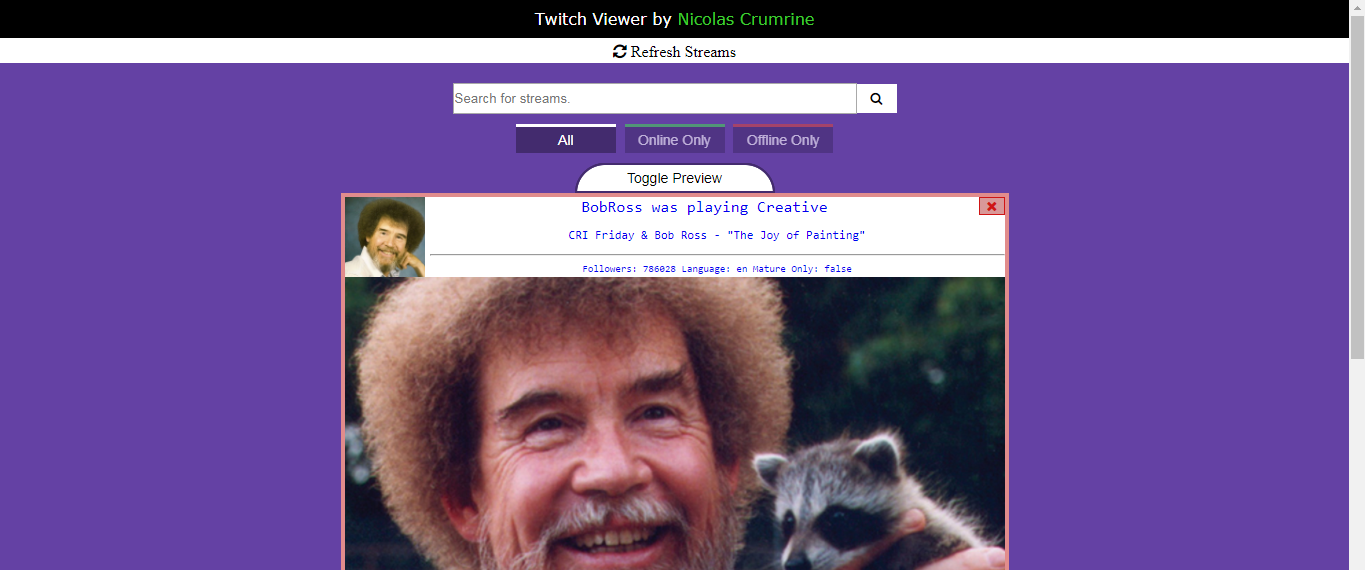 Twitch Viewer by Nicolas Crumrine
Refresh Streams
Search for streams.
All Online Only Offline Only
Toggle Preview
BobRoss was playing Creative
CRI Friday & Bob Ross - "The Joy of Painting"
Followers: 786028 Language: en Mature Only: false